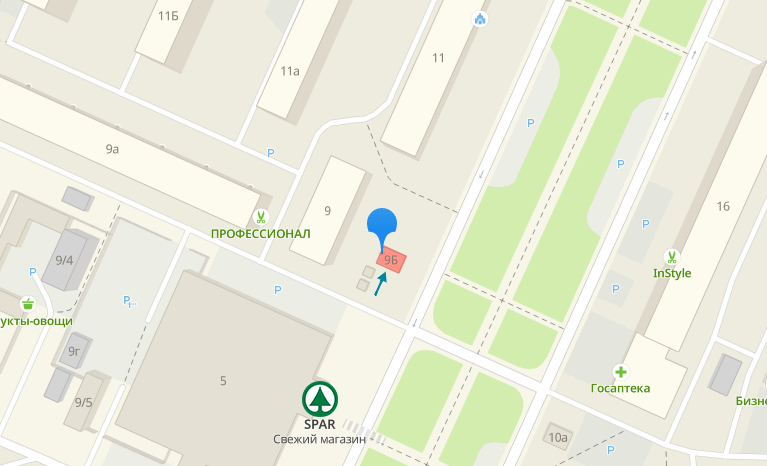 11Б
11
11а
9а
P
P
P
16
9
ПРОФЕССИОНАЛ
P
9Б
9/4
P
InStyle
P
P
P
укты-овощи
9г
5
Госаптека
9/5
SPAR
Свежий магазин
Бизне
10а
P